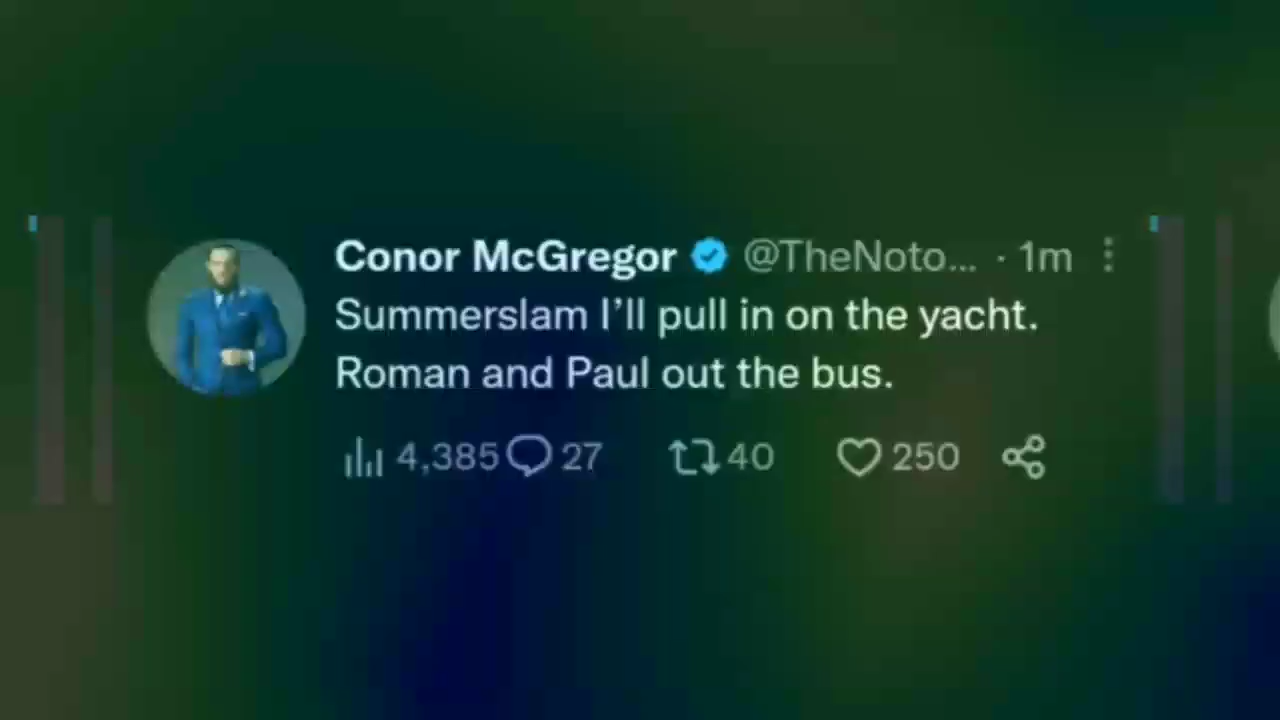 Conor McGregor @TheNoto... · 1m
Summerslam I’ll pull in on the yacht.
Roman and Paul out the bus.
4,385 27 40 250